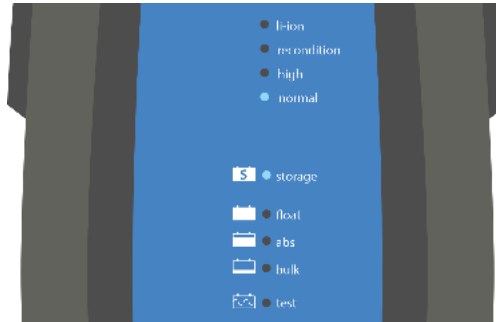 li-ion
recondition
high
normal
S storage
float
abs
bulk
test